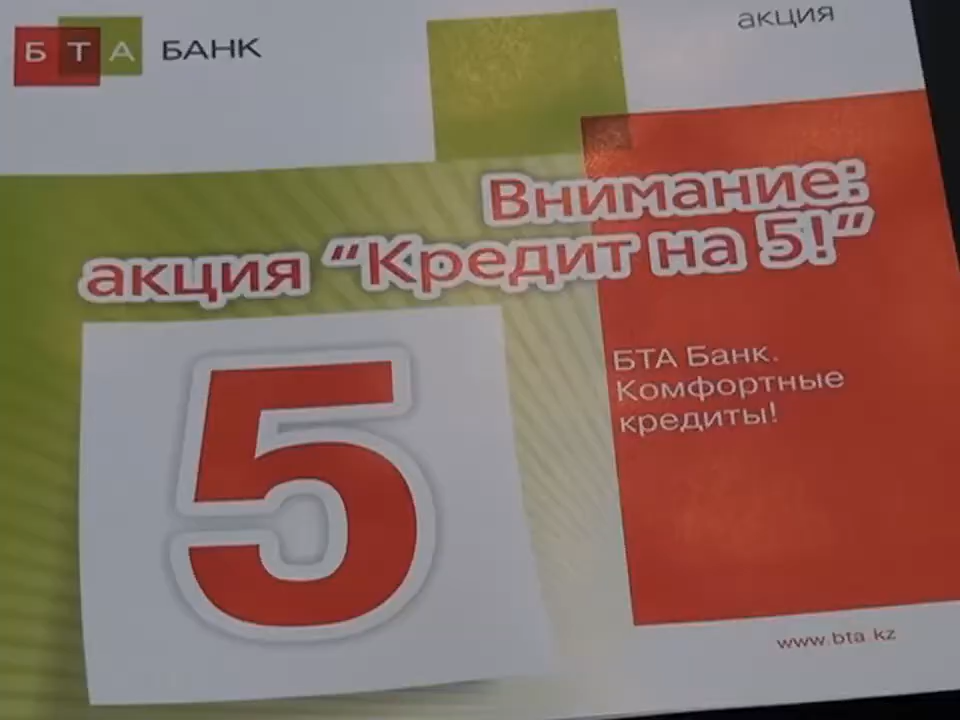 БТА БАНК
акция
Внимание:
акция “Кредит на 5!”
5
БТА Банк.
Комфортные
кредиты!
www.bta.kz